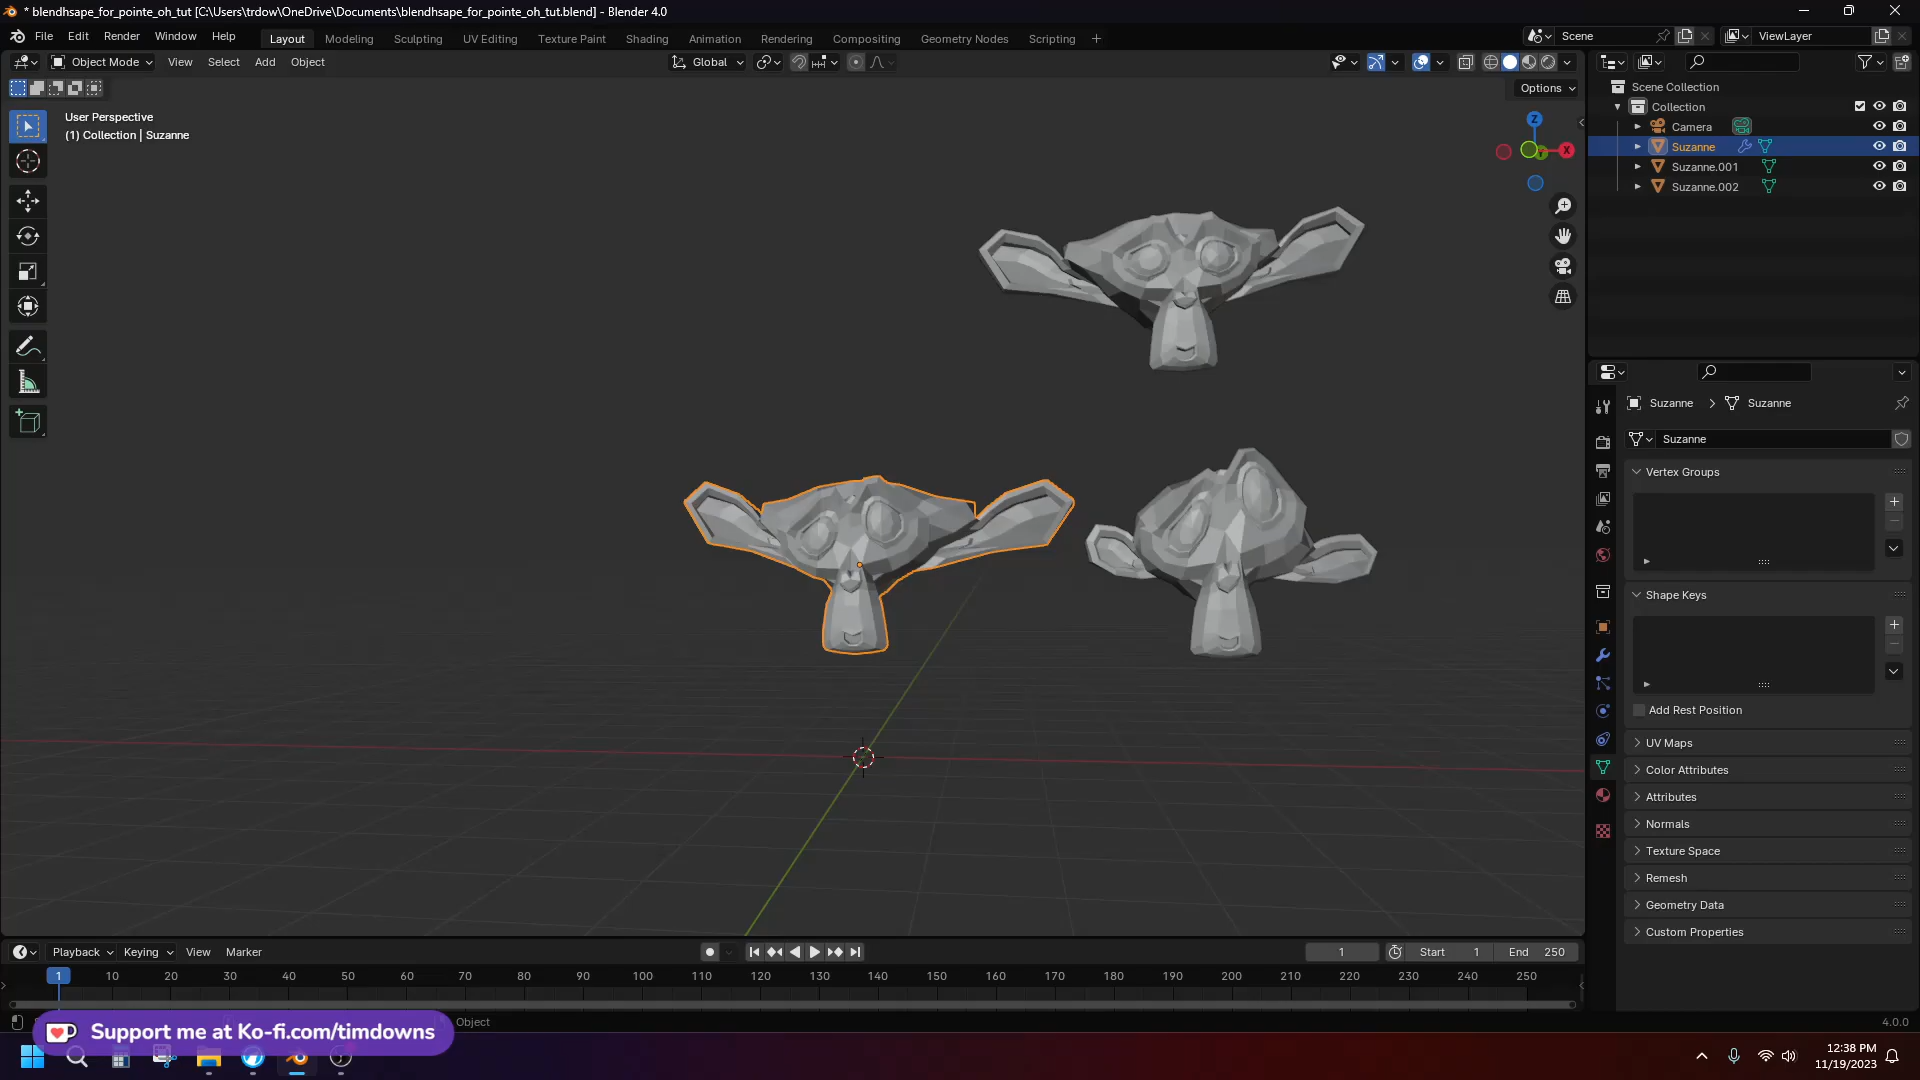 * blendhsape_for_pointe_oh_tut [C:\Users\trdow\OneDrive\Documents\blendhsape_for_pointe_oh_tut.blend] - Blender 4.0
File Edit Render Window Help
Layout Modeling Sculpting UV Editing Texture Paint Shading Animation Rendering Compositing Geometry Nodes Scripting +
Scene
ViewLayer
Object Mode View Select Add Object
Global
Options
User Perspective
(1) Collection | Suzanne
Z
X
Y
Scene Collection
Collection
Camera
Suzanne
Suzanne.001
Suzanne.002
Suzanne > Suzanne
Suzanne
Vertex Groups
Shape Keys
Add Rest Position
UV Maps
Color Attributes
Attributes
Normals
Texture Space
Remesh
Geometry Data
Custom Properties
Playback Keying View Marker
1 Start 1 End 250
1 10 20 30 40 50 60 70 80 90 100 110 120 130 140 150 160 170 180 190 200 210 220 230 240 250
Object
4.0.0
Support me at Ko-fi.com/timdowns
12:38 PM
11/19/2023